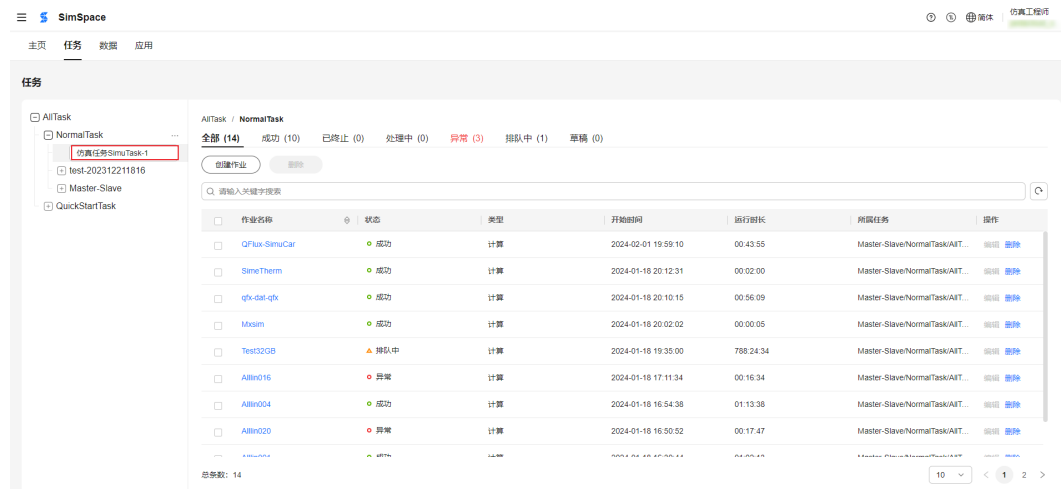 SimSpace
简体
仿真工程师
主页 任务 数据 应用
任务
AllTask
NormalTask ...
仿真任务SimuTask-1
test-202312211816
Master-Slave
QuickStartTask
AllTask / NormalTask
全部 (14) 成功 (10) 已终止 (0) 处理中 (0) 异常 (3) 排队中 (1) 草稿 (0)
创建作业 删除
请输入关键字搜索
作业名称 状态 类型 开始时间 运行时长 所属任务 操作
QFlux-SimuCar 成功 计算 2024-02-01 19:59:10 00:43:55 Master-Slave/NormalTask/AllT... 编辑 删除
SimeTherm 成功 计算 2024-01-18 20:12:31 00:02:00 Master-Slave/NormalTask/AllT... 编辑 删除
qfx-dat-qfx 成功 计算 2024-01-18 20:10:15 00:56:09 Master-Slave/NormalTask/AllT... 编辑 删除
Mxsim 成功 计算 2024-01-18 20:02:02 00:00:05 Master-Slave/NormalTask/AllT... 编辑 删除
Test32GB 排队中 计算 2024-01-18 19:35:00 788:24:34 Master-Slave/NormalTask/AllT... 编辑 删除
Alllin016 异常 计算 2024-01-18 17:11:34 00:16:34 Master-Slave/NormalTask/AllT... 编辑 删除
Alllin004 成功 计算 2024-01-18 16:54:38 01:13:38 Master-Slave/NormalTask/AllT... 编辑 删除
Alllin020 异常 计算 2024-01-18 16:50:52 00:17:47 Master-Slave/NormalTask/AllT... 编辑 删除
总条数：14
10 1 2